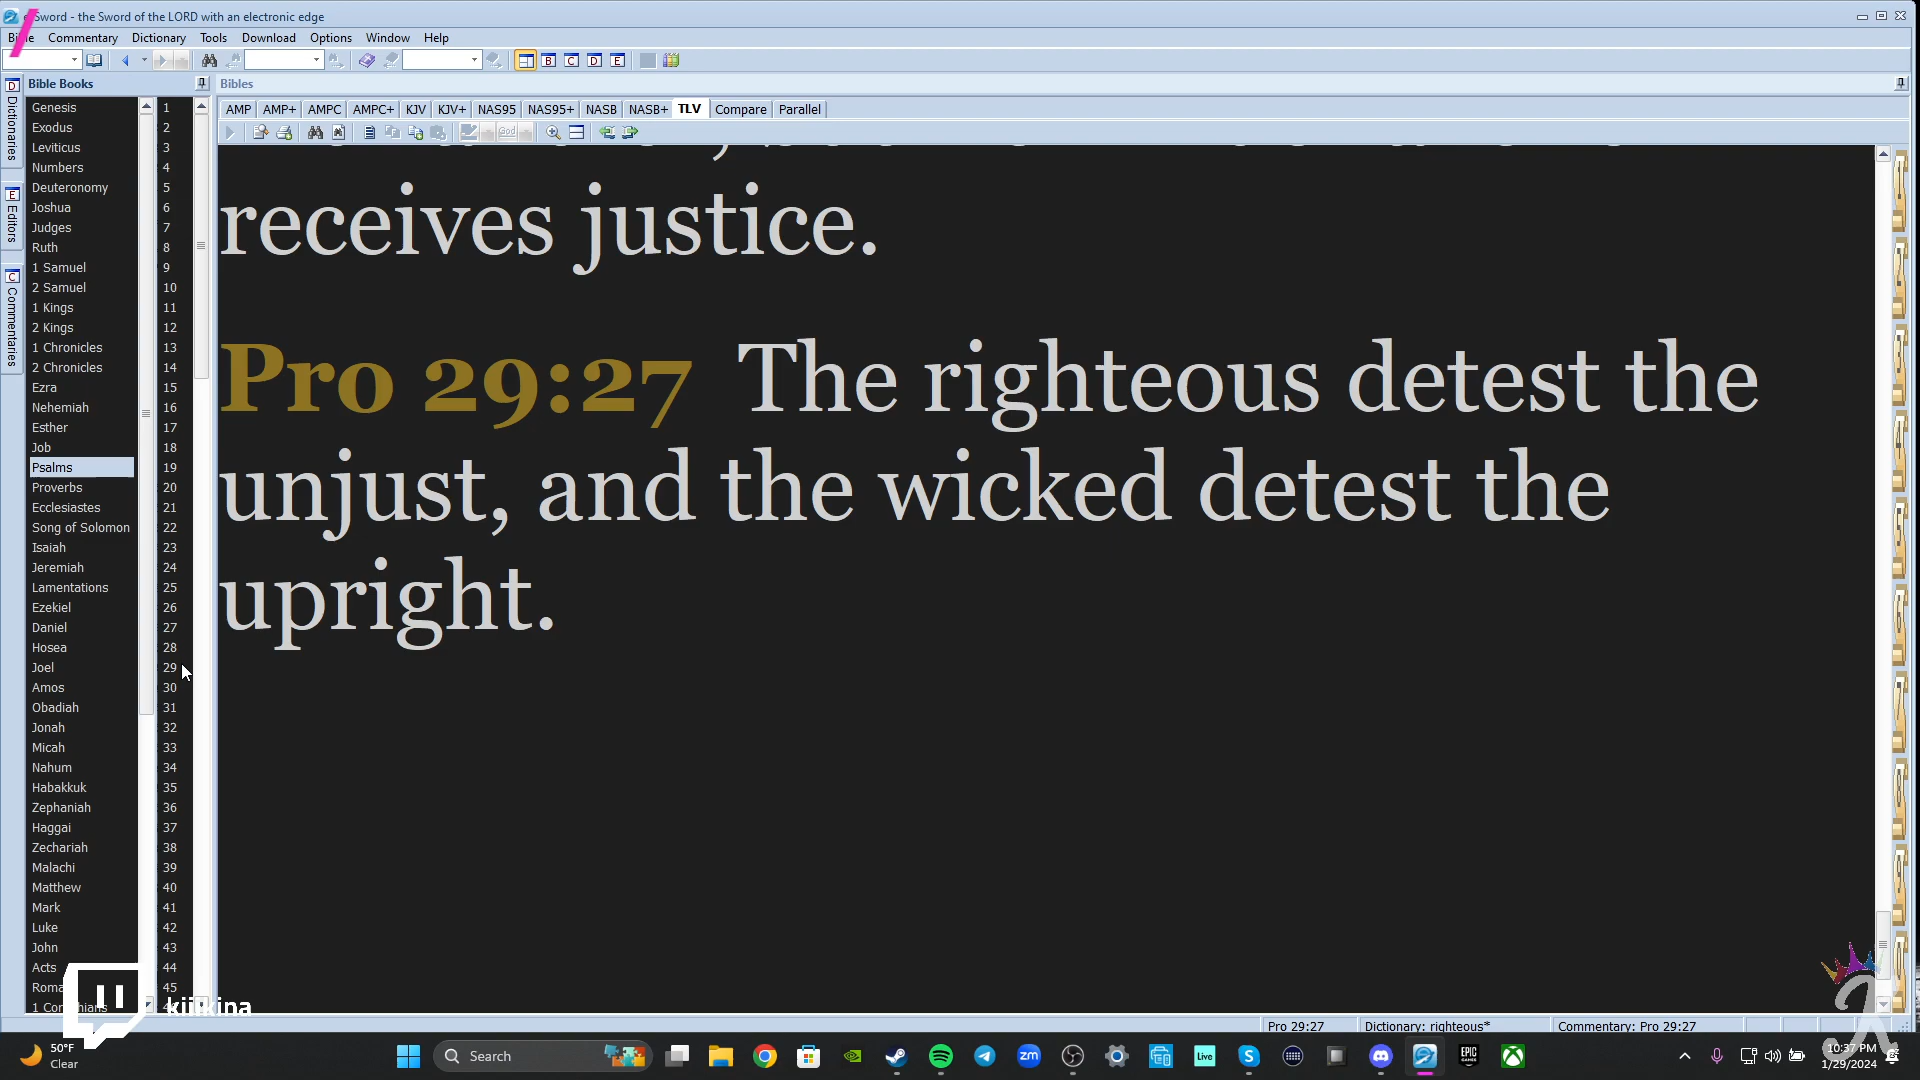 e-Sword - the Sword of the LORD with an electronic edge
Bible Commentary Dictionary Tools Download Options Window Help
B C D E
Bible Books
Bibles
AMP AMP+ AMPC AMPC+ KJV KJV+ NAS95 NAS95+ NASB NASB+ TLV Compare Parallel
D Dictionaries
E Editors
C Commentaries
Genesis
Exodus
Leviticus
Numbers
Deuteronomy
Joshua
Judges
Ruth
1 Samuel
2 Samuel
1 Kings
2 Kings
1 Chronicles
2 Chronicles
Ezra
Nehemiah
Esther
Job
Psalms
Proverbs
Ecclesiastes
Song of Solomon
Isaiah
Jeremiah
Lamentations
Ezekiel
Daniel
Hosea
Joel
Amos
Obadiah
Jonah
Micah
Nahum
Habakkuk
Zephaniah
Haggai
Zechariah
Malachi
Matthew
Mark
Luke
John
Acts
1
2
3
4
5
6
7
8
9
10
11
12
13
14
15
16
17
18
19
20
21
22
23
24
25
26
27
28
29
30
31
32
33
34
35
36
37
38
39
40
41
42
43
44
45
receives justice.
Pro 29:27 The righteous detest the
unjust, and the wicked detest the
upright.
kiiikina
Pro 29:27 Dictionary: righteous* Commentary: Pro 29:27
50°F
Clear
Search
zm
Live
EPIC GAMES
10:37 PM
1/29/2024